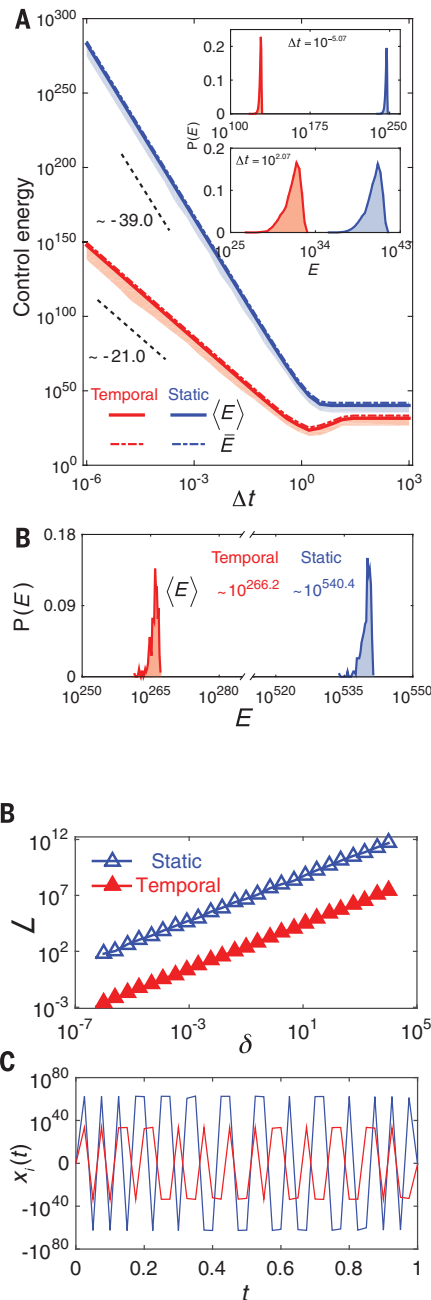 A
10^300
10^250
10^200
10^150
10^100
10^50
10^0
Control energy
0.2
0.1
0
Δt = 10^-5.07
10^100
10^175
10^250
P(E)
0.2
0.1
0
Δt = 10^2.07
10^25
10^34
10^43
E
~ -39.0
~ -21.0
Temporal Static
⟨E⟩
E̅
10^-6
10^-3
10^0
10^3
Δt
B
0.18
0.09
0
P(E)
⟨E⟩
Temporal Static
~10^266.2 ~10^540.4
10^250
10^265
10^280
10^520
10^535
10^550
E
B
10^12
10^7
10^2
10^-3
L
Static
Temporal
10^-7
10^-3
10^1
10^5
δ
C
10^80
10^40
0
-10^40
-10^80
x_i(t)
0
0.2
0.4
0.6
0.8
1
t